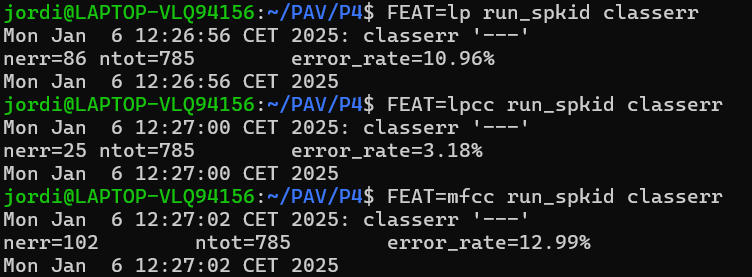 jordi@LAPTOP-VLQ94156:~/PAV/P4$ FEAT=lp run_spkid classerr
Mon Jan  6 12:26:56 CET 2025: classerr '---'
nerr=86 ntot=785        error_rate=10.96%
Mon Jan  6 12:26:56 CET 2025
jordi@LAPTOP-VLQ94156:~/PAV/P4$ FEAT=lpcc run_spkid classerr
Mon Jan  6 12:27:00 CET 2025: classerr '---'
nerr=25 ntot=785        error_rate=3.18%
Mon Jan  6 12:27:00 CET 2025
jordi@LAPTOP-VLQ94156:~/PAV/P4$ FEAT=mfcc run_spkid classerr
Mon Jan  6 12:27:02 CET 2025: classerr '---'
nerr=102        ntot=785        error_rate=12.99%
Mon Jan  6 12:27:02 CET 2025